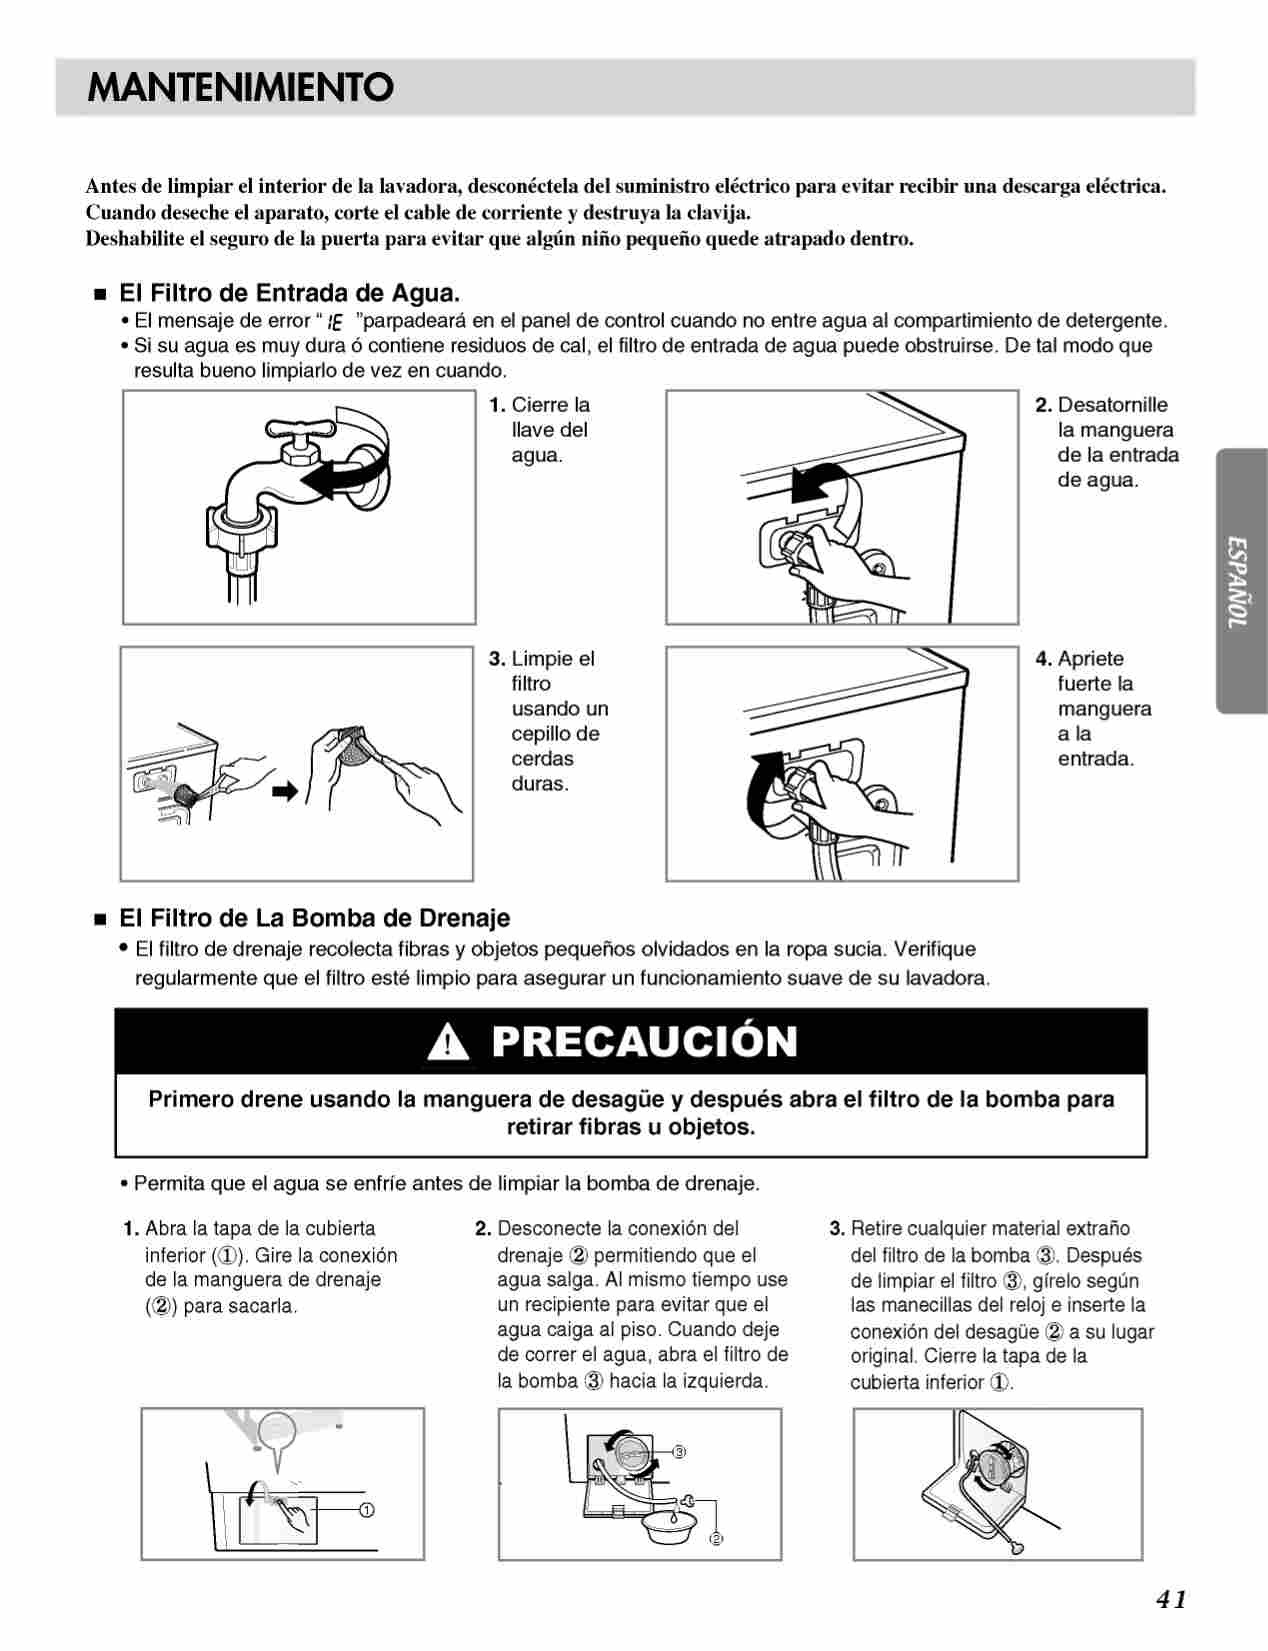 MANTENIMIENTO
Antes de limpiar el interior de la lavadora, desconéctela del suministro eléctrico para evitar recibir una descarga eléctrica.
Cuando deseche el aparato, corte el cable de corriente y destruya la clavija.
Deshabilite el seguro de la puerta para evitar que algún niño pequeño quede atrapado dentro.
■ El Filtro de Entrada de Agua.
• El mensaje de error “ IE ”parpadeará en el panel de control cuando no entre agua al compartimiento de detergente.
• Si su agua es muy dura ó contiene residuos de cal, el filtro de entrada de agua puede obstruirse. De tal modo que
resulta bueno limpiarlo de vez en cuando.
1. Cierre la
llave del
agua.
2. Desatornille
la manguera
de la entrada
de agua.
ESPAÑOL
3. Limpie el
filtro
usando un
cepillo de
cerdas
duras.
4. Apriete
fuerte la
manguera
a la
entrada.
■ El Filtro de La Bomba de Drenaje
• El filtro de drenaje recolecta fibras y objetos pequeños olvidados en la ropa sucia. Verifique
regularmente que el filtro esté limpio para asegurar un funcionamiento suave de su lavadora.
⚠ PRECAUCIÓN
Primero drene usando la manguera de desagüe y después abra el filtro de la bomba para
retirar fibras u objetos.
• Permita que el agua se enfríe antes de limpiar la bomba de drenaje.
1. Abra la tapa de la cubierta
inferior (①). Gire la conexión
de la manguera de drenaje
(②) para sacarla.
2. Desconecte la conexión del
drenaje ② permitiendo que el
agua salga. Al mismo tiempo use
un recipiente para evitar que el
agua caiga al piso. Cuando deje
de correr el agua, abra el filtro de
la bomba ③ hacia la izquierda.
3. Retire cualquier material extraño
del filtro de la bomba ③. Después
de limpiar el filtro ③, gírelo según
las manecillas del reloj e inserte la
conexión del desagüe ② a su lugar
original. Cierre la tapa de la
cubierta inferior ①.
①
③
②
41